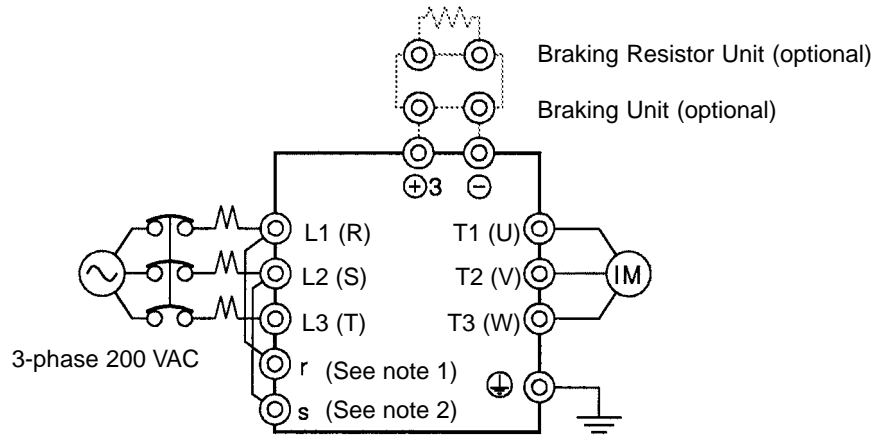 Braking Resistor Unit (optional)
Braking Unit (optional)
⊕3 ⊖
L1 (R) T1 (U)
L2 (S) T2 (V) IM
L3 (T) T3 (W)
3-phase 200 VAC
r (See note 1)
s (See note 2)